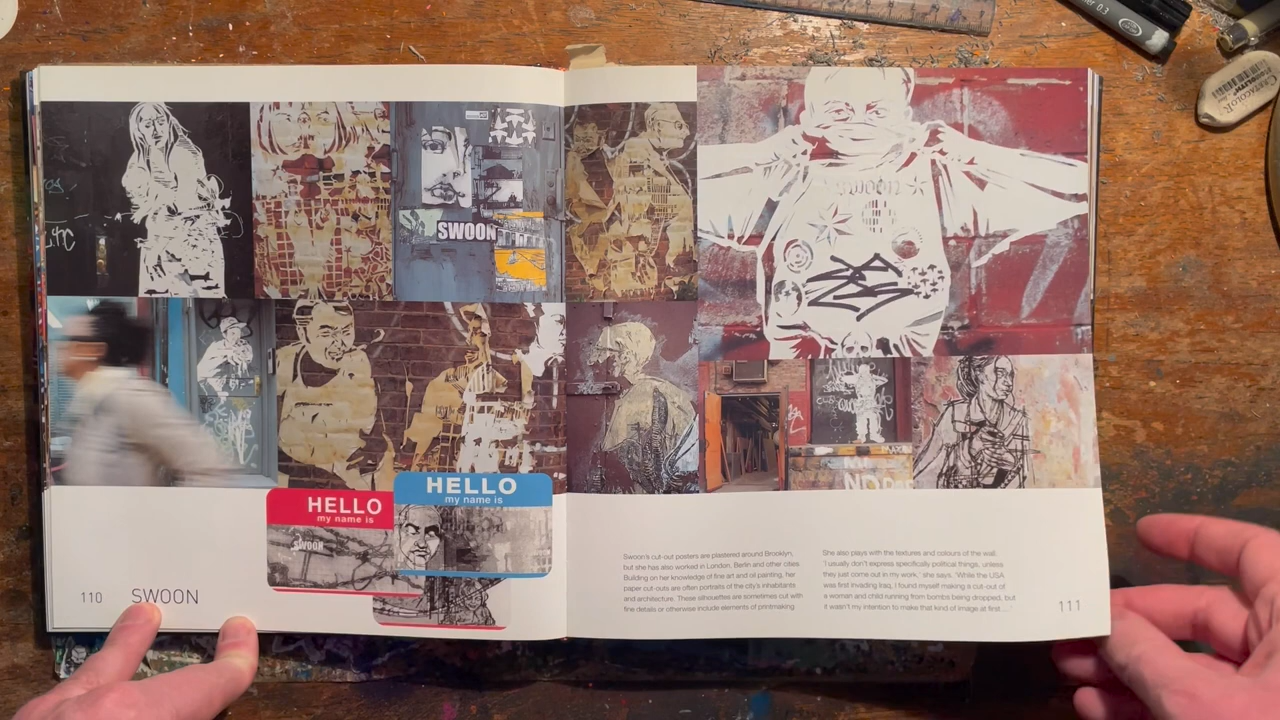 SWOON
SWOON
HELLO
my name is
HELLO
my name is
SWOON
Swoon's cut-out posters are plastered around Brooklyn,
but she has also worked in London, Berlin and other cities.
Building on her knowledge of fine art and oil painting, her
paper cut-outs are often portraits of the city's inhabitants
and architecture. These silhouettes are sometimes cut with
fine details or otherwise include elements of printmaking
She also plays with the textures and colours of the wall.
'I usually don't express specifically political things, unless
they just come out in my work,' she says. 'While the USA
was first invading Iraq, I found myself making a cut-out of
a woman and child running from bombs being dropped, but
it wasn't my intention to make that kind of image at first....'
110 SWOON
111